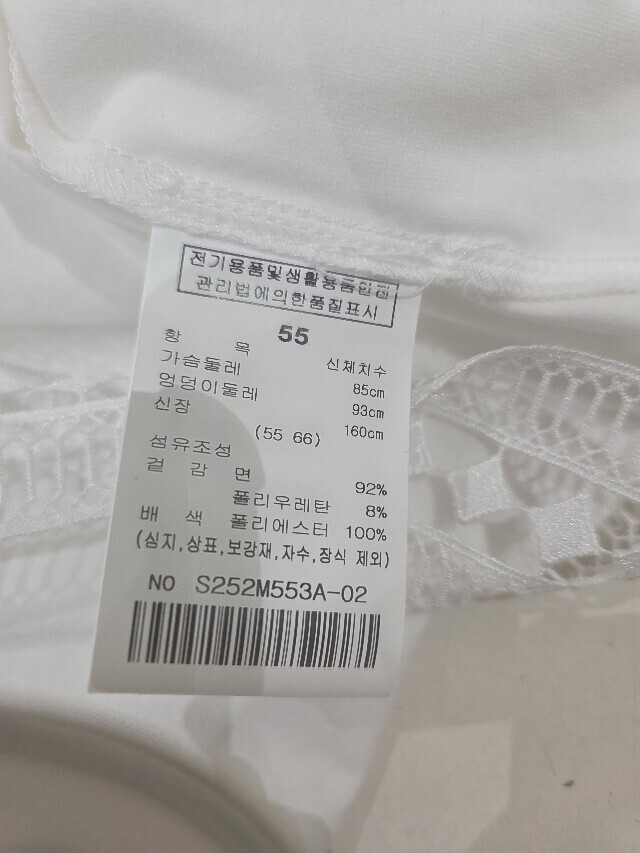 전기용품및생활용품안전
관리법에의한품질표시
55
항 목 신체치수
가슴둘레 85cm
엉덩이둘레 93cm
신장 160cm
(55 66)
섬유조성
겉 감 면 92%
폴리우레탄 8%
배 색 폴리에스터 100%
(심지,상표,보강재,자수,장식 제외)
NO S252M553A-02